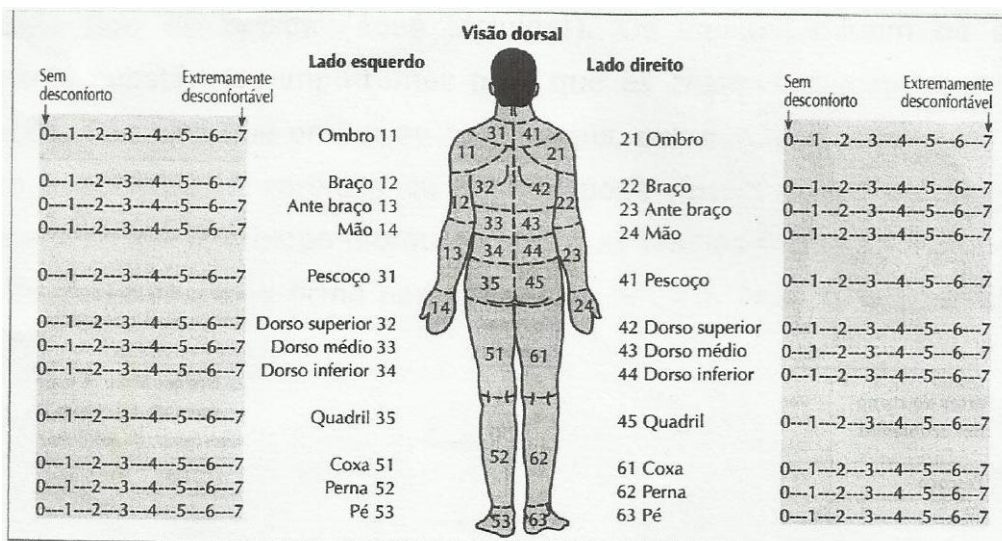 Visão dorsal
Lado esquerdo
Lado direito
Sem desconforto
Extremamente desconfortável
Sem desconforto
Extremamente desconfortável
0---1---2---3---4---5---6---7 Ombro 11
0---1---2---3---4---5---6---7 Braço 12
0---1---2---3---4---5---6---7 Ante braço 13
0---1---2---3---4---5---6---7 Mão 14
0---1---2---3---4---5---6---7 Pescoço 31
0---1---2---3---4---5---6---7 Dorso superior 32
0---1---2---3---4---5---6---7 Dorso médio 33
0---1---2---3---4---5---6---7 Dorso inferior 34
0---1---2---3---4---5---6---7 Quadril 35
0---1---2---3---4---5---6---7 Coxa 51
0---1---2---3---4---5---6---7 Perna 52
0---1---2---3---4---5---6---7 Pé 53
31 41
11 21
32 42
12 22
33 43
13 34 44 23
35 45
14 24
51 61
52 62
53 63
21 Ombro 0---1---2---3---4---5---6---7
22 Braço 0---1---2---3---4---5---6---7
23 Ante braço 0---1---2---3---4---5---6---7
24 Mão 0---1---2---3---4---5---6---7
41 Pescoço 0---1---2---3---4---5---6---7
42 Dorso superior 0---1---2---3---4---5---6---7
43 Dorso médio 0---1---2---3---4---5---6---7
44 Dorso inferior 0---1---2---3---4---5---6---7
45 Quadril 0---1---2---3---4---5---6---7
61 Coxa 0---1---2---3---4---5---6---7
62 Perna 0---1---2---3---4---5---6---7
63 Pé 0---1---2---3---4---5---6---7